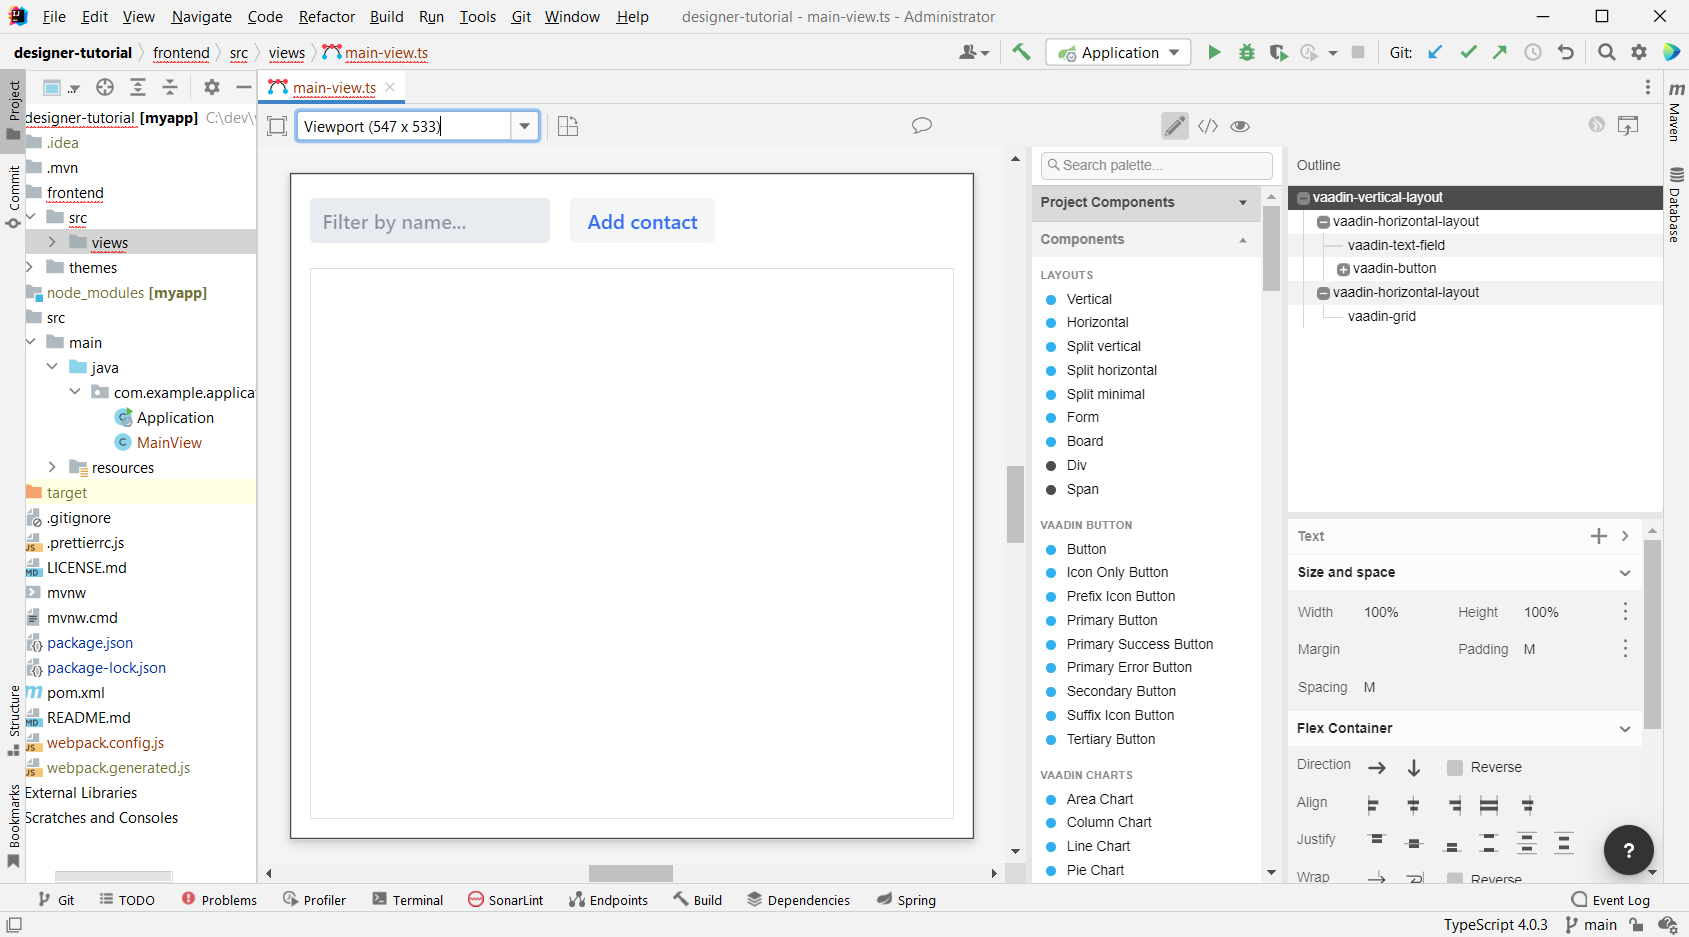 File Edit View Navigate Code Refactor Build Run Tools Git Window Help designer-tutorial - main-view.ts - Administrator
designer-tutorial frontend src views main-view.ts Application Git:
main-view.ts
Project
Commit
Structure
Bookmarks
designer-tutorial [myapp] C:\dev\
.idea
.mvn
frontend
src
views
themes
node_modules [myapp]
src
main
java
com.example.applica
Application
MainView
resources
target
.gitignore
.prettierrc.js
LICENSE.md
mvnw
mvnw.cmd
package.json
package-lock.json
pom.xml
README.md
webpack.config.js
webpack.generated.js
External Libraries
Scratches and Consoles
Viewport (547 x 533)
Filter by name... Add contact
Search palette...
Project Components
Components
LAYOUTS
Vertical
Horizontal
Split vertical
Split horizontal
Split minimal
Form
Board
Div
Span
VAADIN BUTTON
Button
Icon Only Button
Prefix Icon Button
Primary Button
Primary Success Button
Primary Error Button
Secondary Button
Suffix Icon Button
Tertiary Button
VAADIN CHARTS
Area Chart
Column Chart
Line Chart
Pie Chart
Outline
vaadin-vertical-layout
vaadin-horizontal-layout
vaadin-text-field
vaadin-button
vaadin-horizontal-layout
vaadin-grid
Text
Size and space
Width 100% Height 100%
Margin Padding M
Spacing M
Flex Container
Direction Reverse
Align
Justify
Wrap Reverse
?
m
Maven
Database
Git TODO Problems Profiler Terminal SonarLint Endpoints Build Dependencies Spring Event Log
TypeScript 4.0.3 main